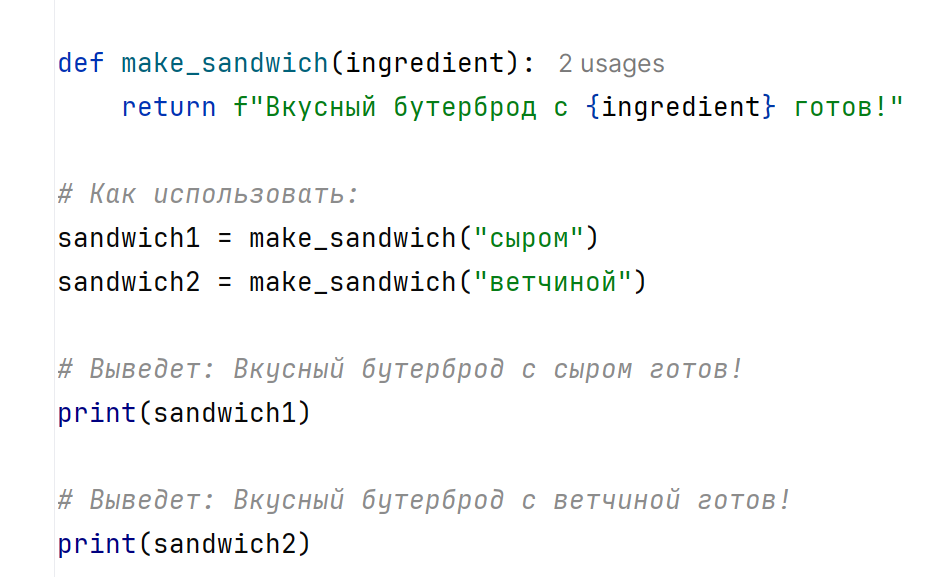 def make_sandwich(ingredient): 2 usages
    return f"Вкусный бутерброд с {ingredient} готов!"
# Как использовать:
sandwich1 = make_sandwich("сыром")
sandwich2 = make_sandwich("ветчиной")
# Выведет: Вкусный бутерброд с сыром готов!
print(sandwich1)
# Выведет: Вкусный бутерброд с ветчиной готов!
print(sandwich2)